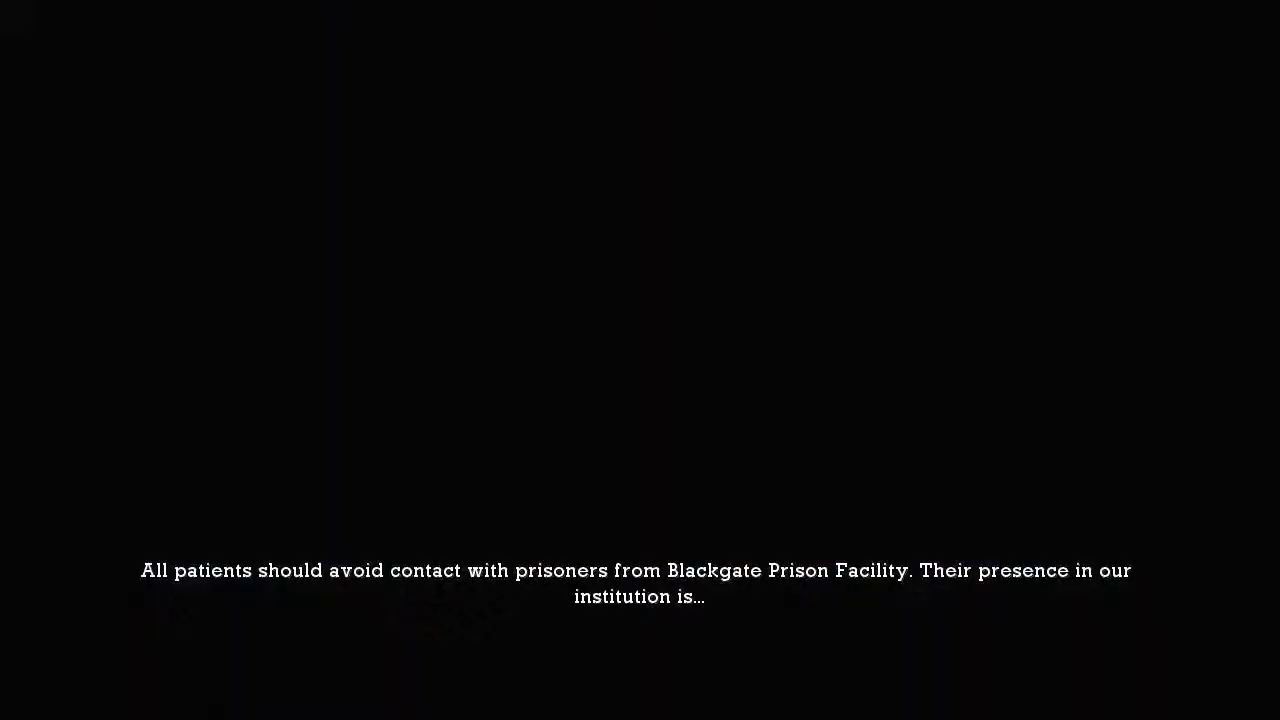 All patients should avoid contact with prisoners from Blackgate Prison Facility. Their presence in our
institution is...